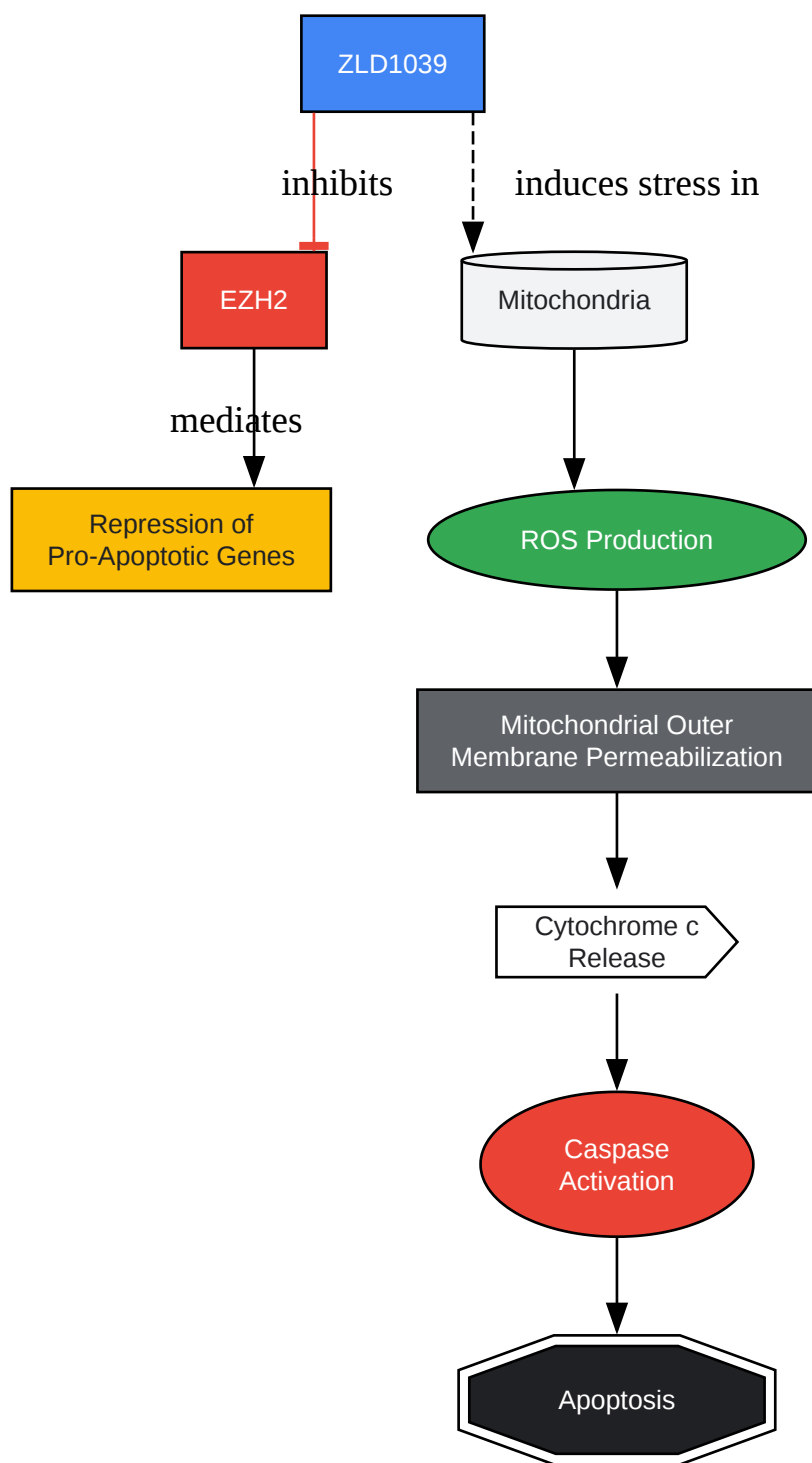 ZLD1039
inhibits
induces stress in
EZH2
Mitochondria
mediates
Repression of
Pro-Apoptotic Genes
ROS Production
Mitochondrial Outer
Membrane Permeabilization
Cytochrome c
Release
Caspase
Activation
Apoptosis